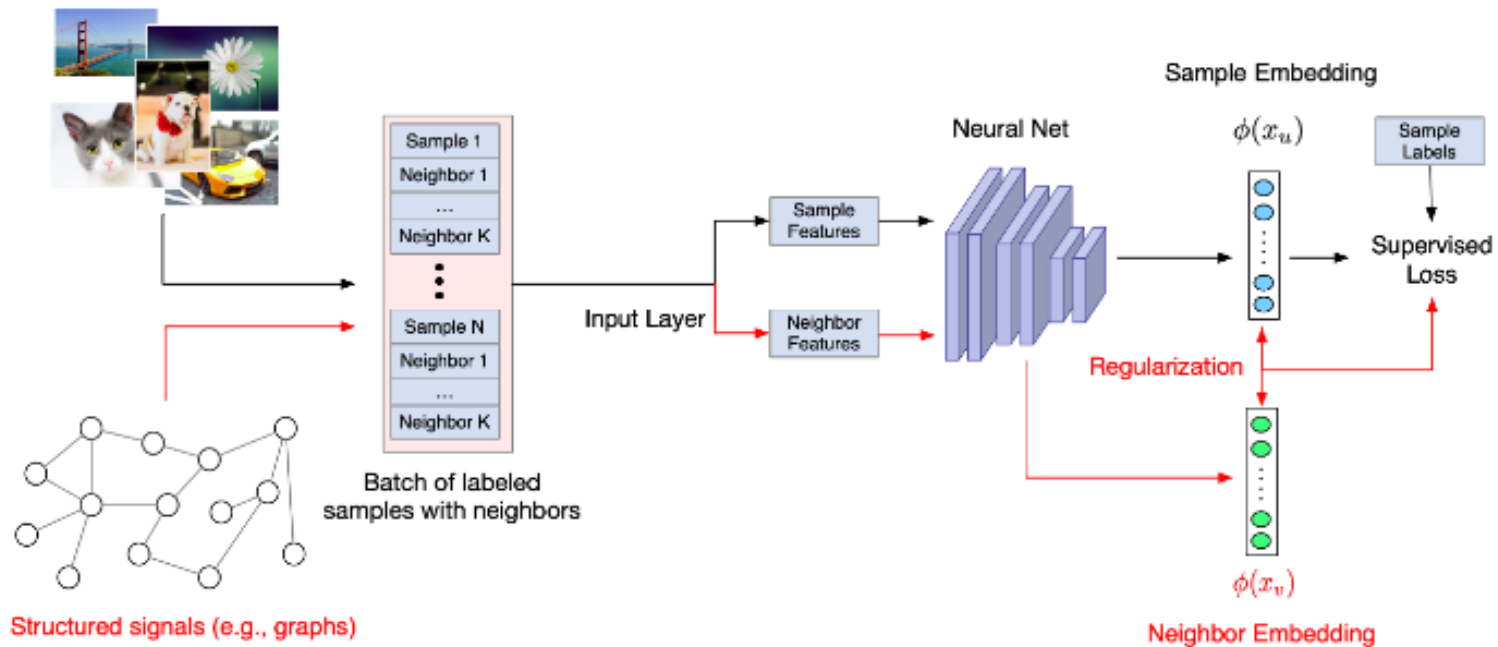 Sample 1
Neighbor 1
...
Neighbor K
Sample N
Neighbor 1
...
Neighbor K
Batch of labeled
samples with neighbors
Structured signals (e.g., graphs)
Input Layer
Sample
Features
Neighbor
Features
Neural Net
Sample Embedding
ϕ(x_u)
Sample
Labels
Supervised
Loss
Regularization
ϕ(x_v)
Neighbor Embedding